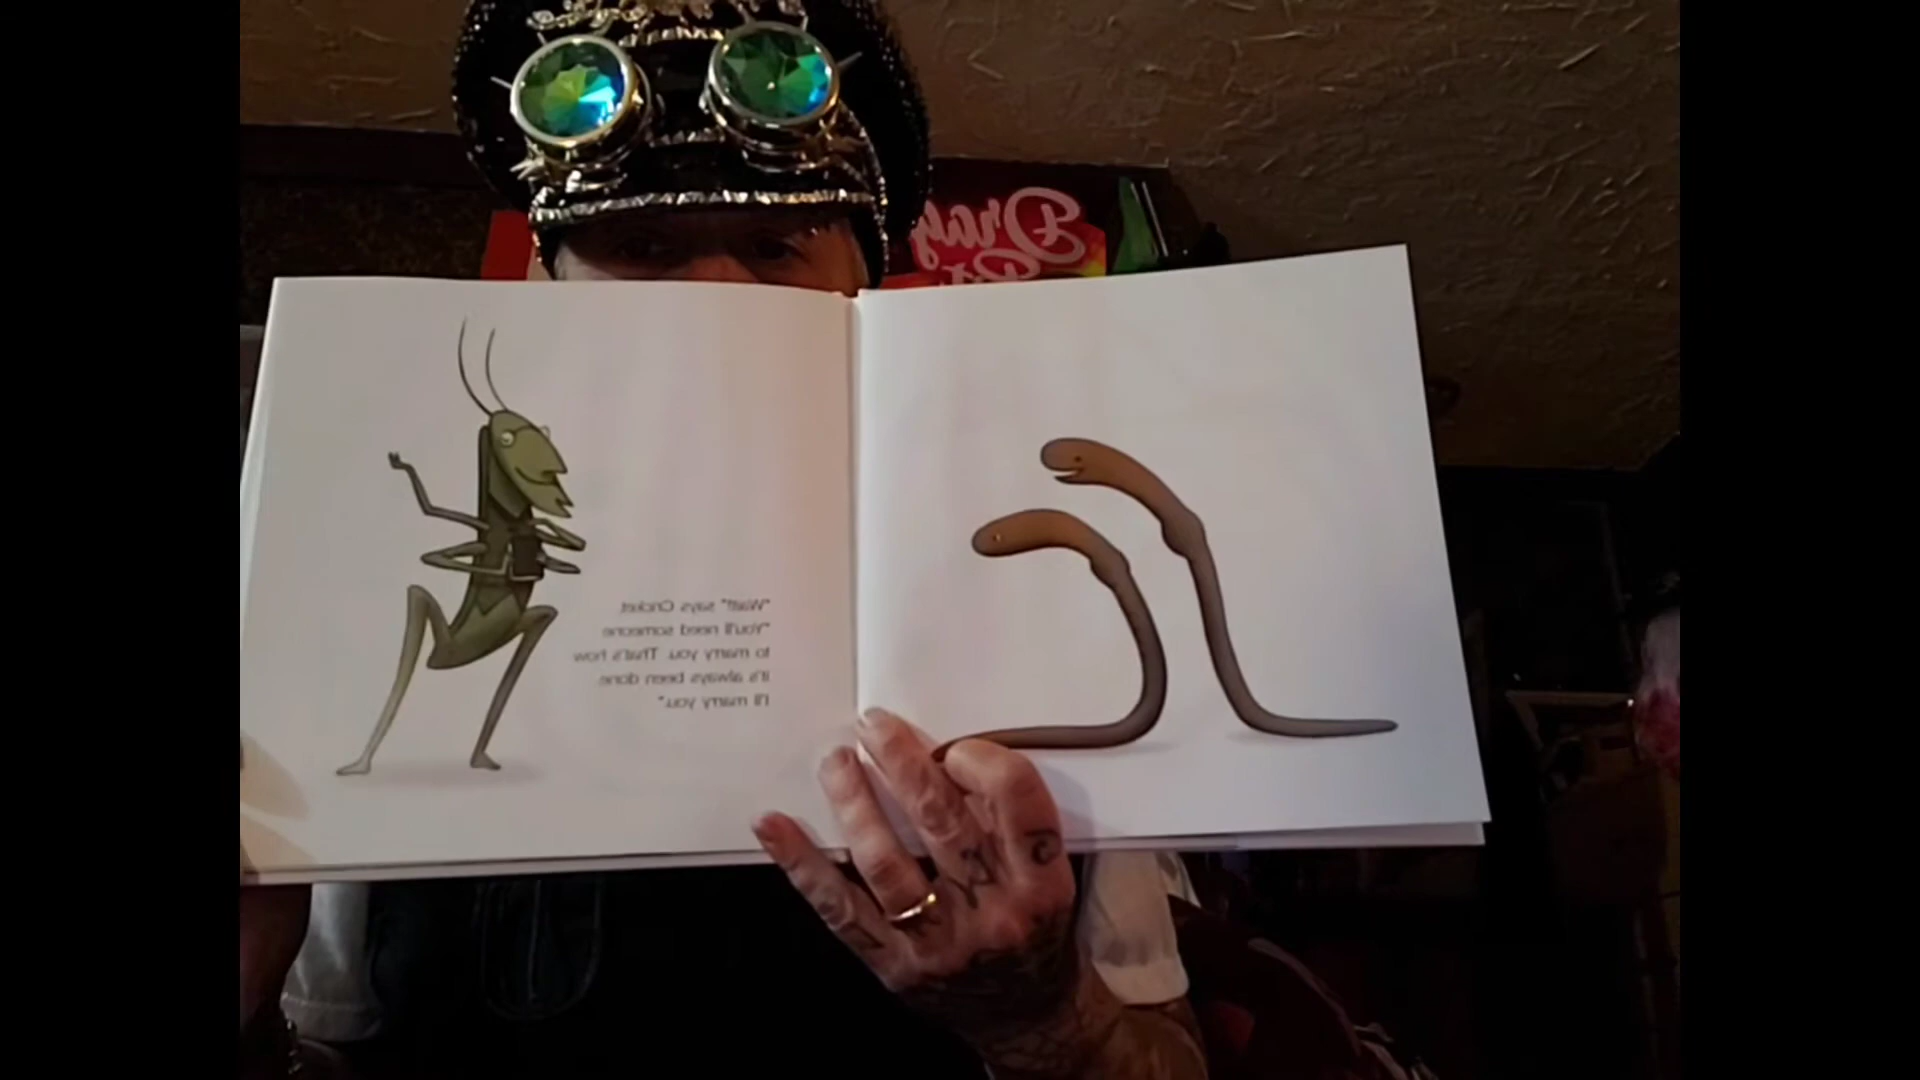 "Wait!" says Cricket.
"You'll need someone
to marry you. That's how
it's always been done.
I'll marry you."
Drag